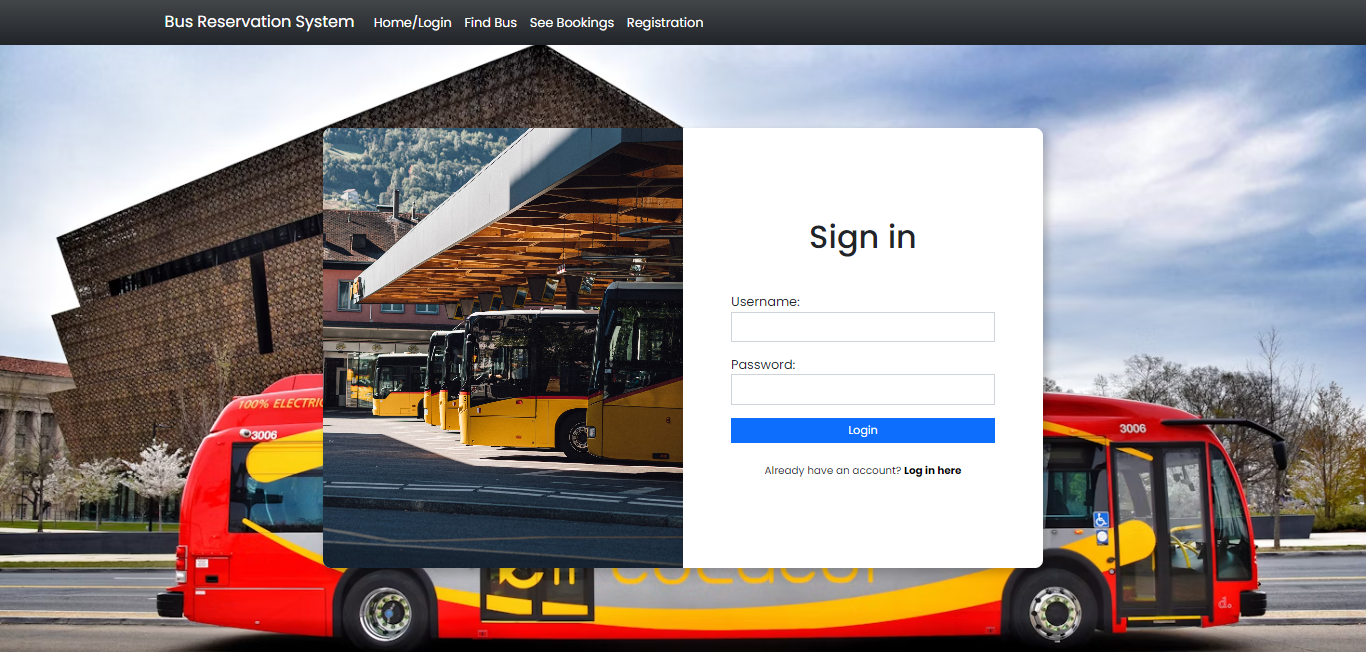 Bus Reservation System Home/Login Find Bus See Bookings Registration
Sign in
Username:
Password:
Login
Already have an account? Log in here
100% ELECTRIC
3006
3006
d.